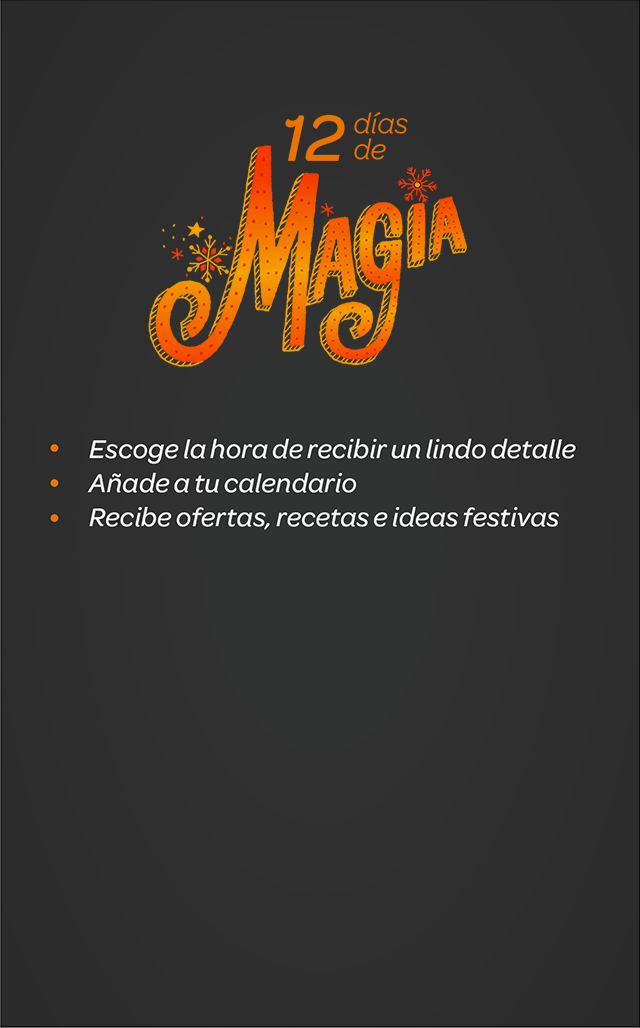 12 días
de
MAGIA
• Escoge la hora de recibir un lindo detalle
• Añade a tu calendario
• Recibe ofertas, recetas e ideas festivas